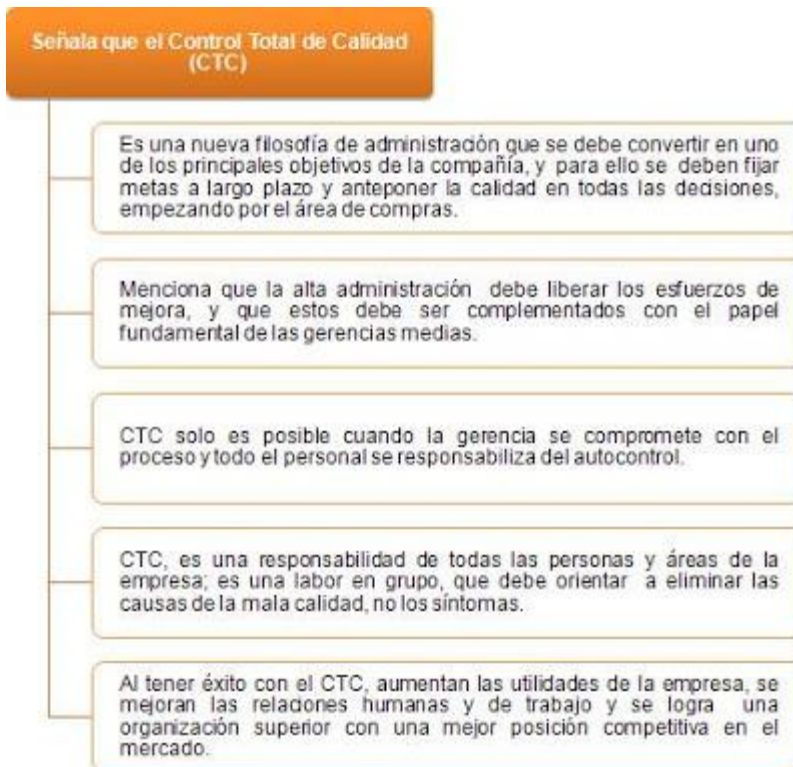 Señala que el Control Total de Calidad
(CTC)
Es una nueva filosofía de administración que se debe convertir en uno
de los principales objetivos de la compañía, y para ello se deben fijar
metas a largo plazo y anteponer la calidad en todas las decisiones,
empezando por el área de compras.
Menciona que la alta administración debe liberar los esfuerzos de
mejora, y que estos debe ser complementados con el papel
fundamental de las gerencias medias.
CTC solo es posible cuando la gerencia se compromete con el
proceso y todo el personal se responsabiliza del autocontrol.
CTC, es una responsabilidad de todas las personas y áreas de la
empresa; es una labor en grupo, que debe orientar a eliminar las
causas de la mala calidad, no los síntomas.
Al tener éxito con el CTC, aumentan las utilidades de la empresa, se
mejoran las relaciones humanas y de trabajo y se logra una
organización superior con una mejor posición competitiva en el
mercado.